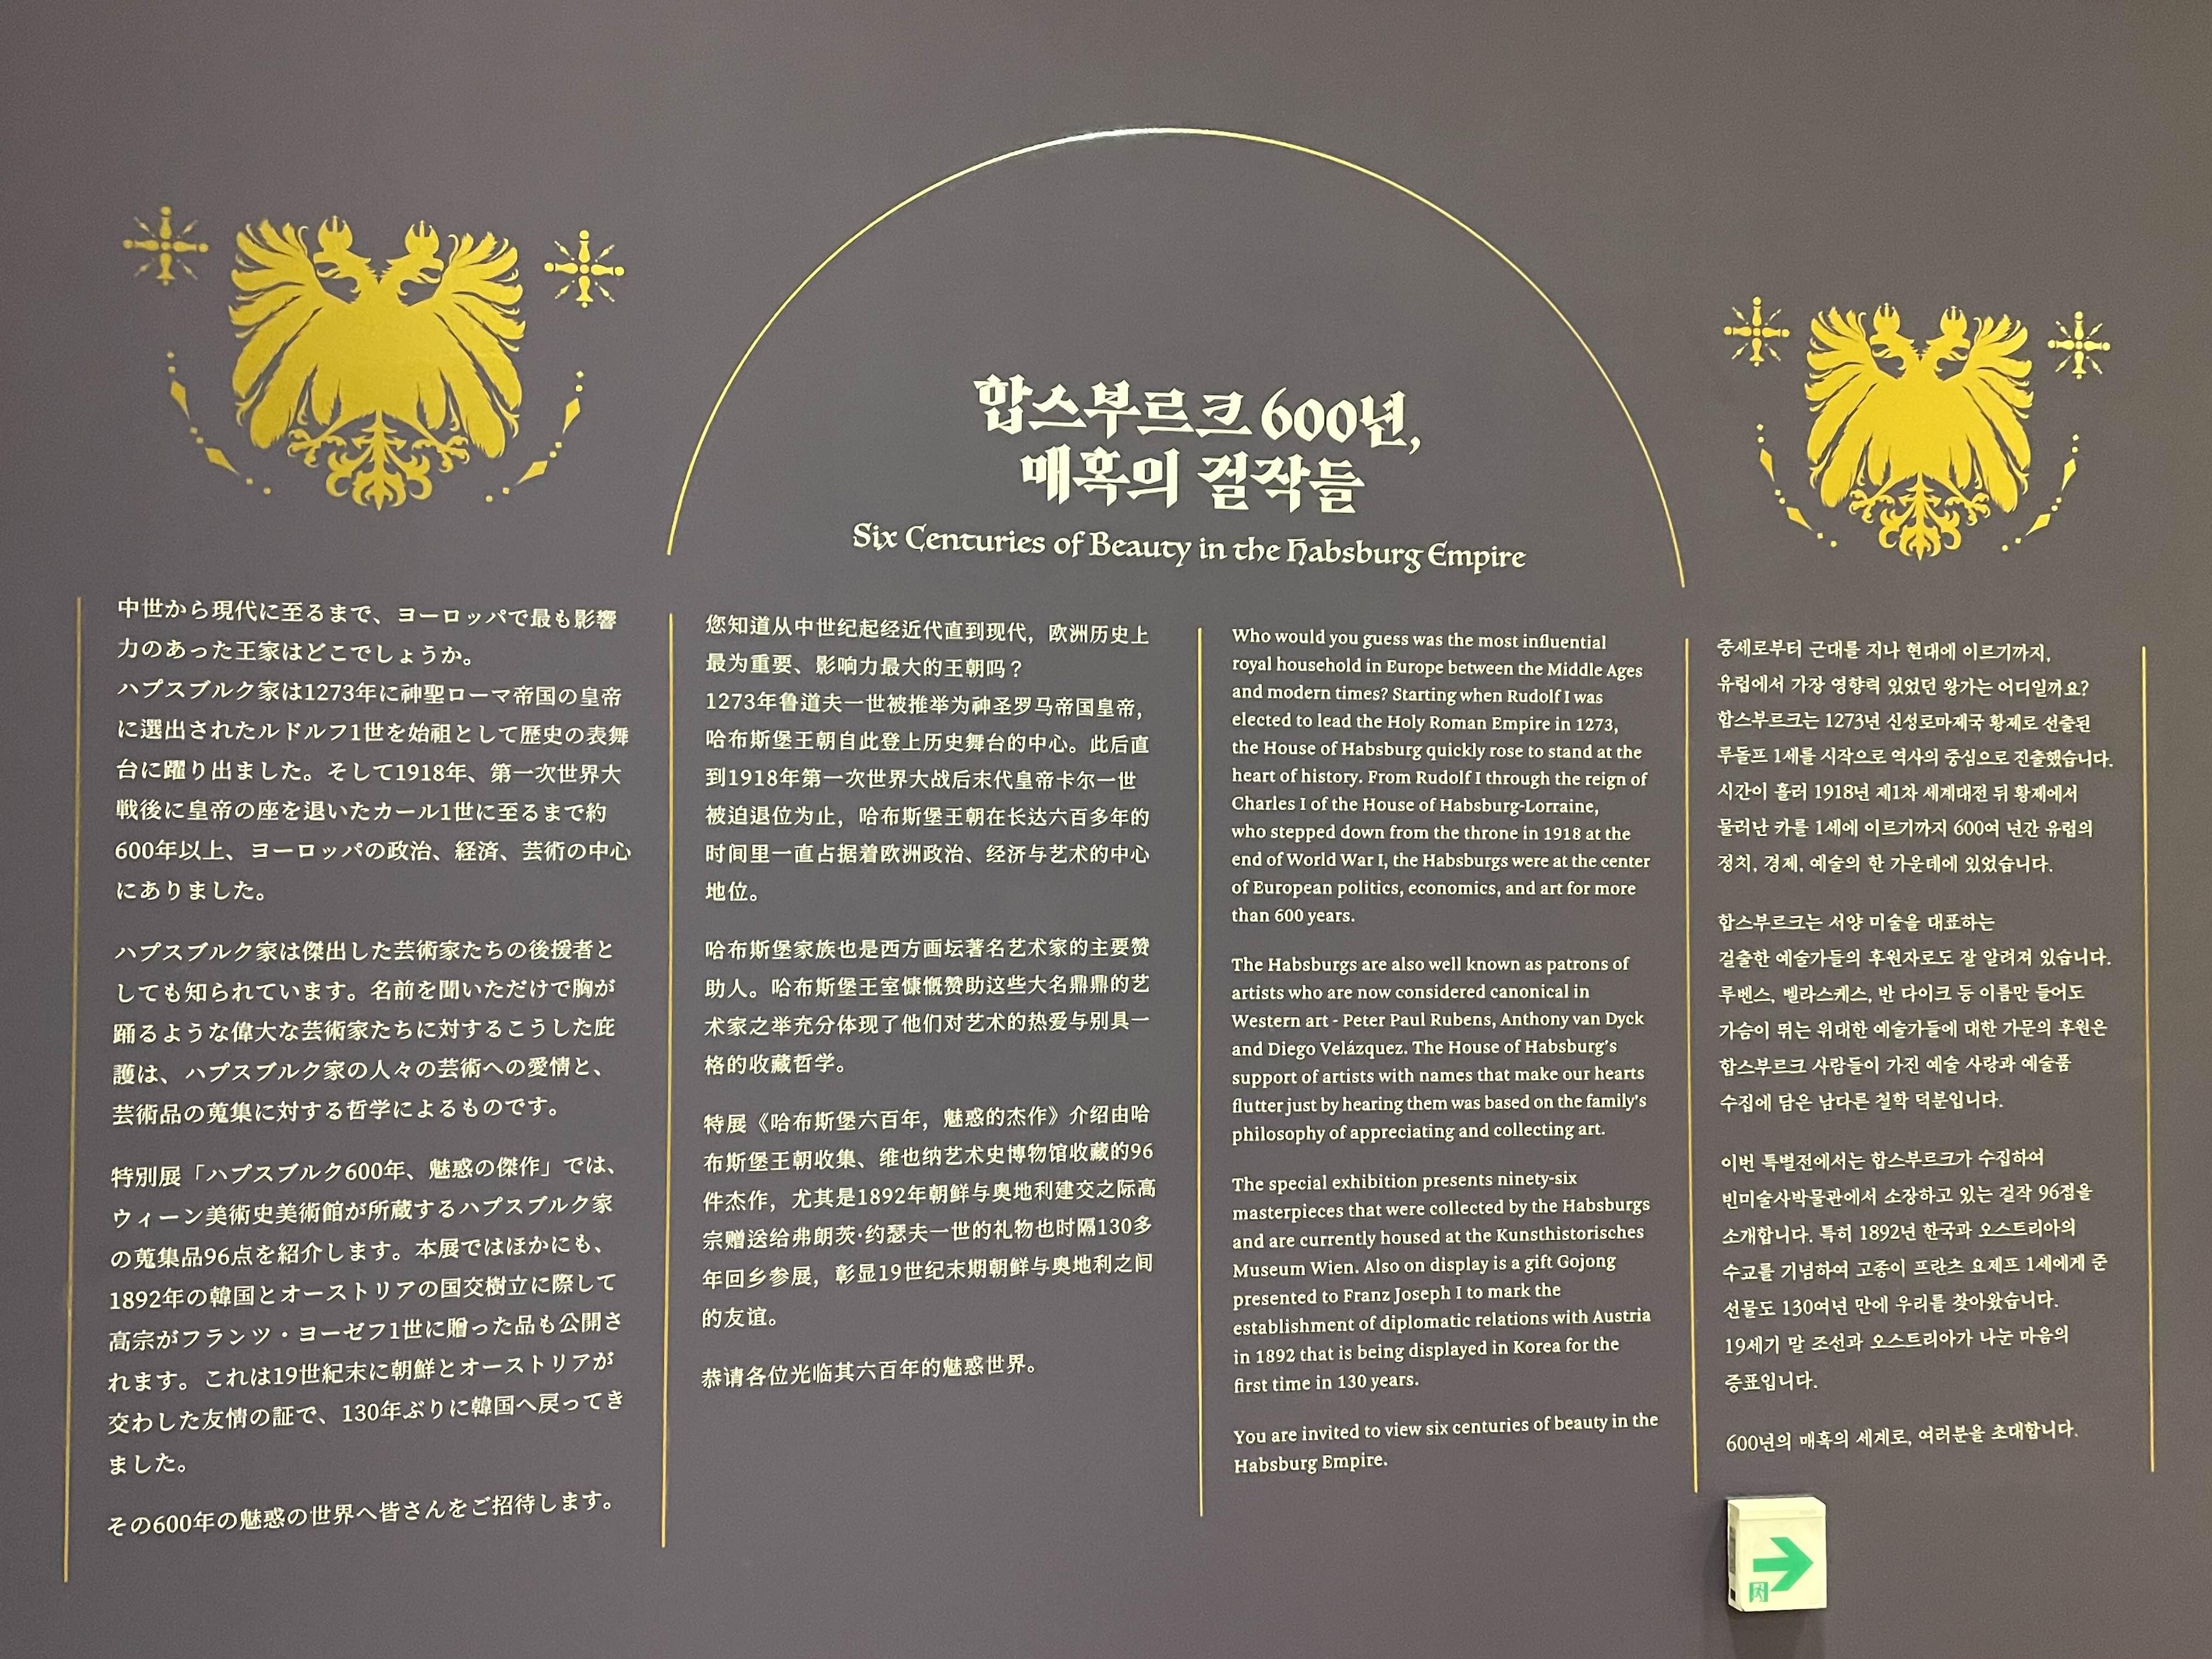 합스부르크 600년,
매혹의 걸작들
Six Centuries of Beauty in the Habsburg Empire
中世から現代に至るまで、ヨーロッパで最も影響
力のあった王家はどこでしょうか。
ハプスブルク家は1273年に神聖ローマ帝国の皇帝
に選出されたルドルフ1世を始祖として歴史の表舞
台に躍り出ました。そして1918年、第一次世界大
戦後に皇帝の座を退いたカール1世に至るまで約
600年以上、ヨーロッパの政治、経済、芸術の中心
にありました。
ハプスブルク家は傑出した芸術家たちの後援者と
しても知られています。名前を聞いただけで胸が
踊るような偉大な芸術家たちに対するこうした庇
護は、ハプスブルク家の人々の芸術への愛情と、
芸術品の蒐集に対する哲学によるものです。
特別展「ハプスブルク600年、魅惑の傑作」では、
ウィーン美術史美術館が所蔵するハプスブルク家
の蒐集品96点を紹介します。本展ではほかにも、
1892年の韓国とオーストリアの国交樹立に際して
高宗がフランツ・ヨーゼフ1世に贈った品も公開さ
れます。これは19世紀末に朝鮮とオーストリアが
交わした友情の証で、130年ぶりに韓国へ戻ってき
ました。
その600年の魅惑の世界へ皆さんをご招待します。
您知道从中世纪起经近代直到现代，欧洲历史上
最为重要、影响力最大的王朝吗？
1273年鲁道夫一世被推举为神圣罗马帝国皇帝，
哈布斯堡王朝自此登上历史舞台的中心。此后直
到1918年第一次世界大战后末代皇帝卡尔一世
被迫退位为止，哈布斯堡王朝在长达六百多年的
时间里一直占据着欧洲政治、经济与艺术的中心
地位。
哈布斯堡家族也是西方画坛著名艺术家的主要赞
助人。哈布斯堡王室慷慨赞助这些大名鼎鼎的艺
术家之举充分体现了他们对艺术的热爱与别具一
格的收藏哲学。
特展《哈布斯堡六百年，魅惑的杰作》介绍由哈
布斯堡王朝收集、维也纳艺术史博物馆收藏的96
件杰作，尤其是1892年朝鲜与奥地利建交之际高
宗赠送给弗朗茨·约瑟夫一世的礼物也时隔130多
年回乡参展，彰显19世纪末期朝鲜与奥地利之间
的友谊。
恭请各位光临其六百年的魅惑世界。
Who would you guess was the most influential
royal household in Europe between the Middle Ages
and modern times? Starting when Rudolf I was
elected to lead the Holy Roman Empire in 1273,
the House of Habsburg quickly rose to stand at the
heart of history. From Rudolf I through the reign of
Charles I of the House of Habsburg-Lorraine,
who stepped down from the throne in 1918 at the
end of World War I, the Habsburgs were at the center
of European politics, economics, and art for more
than 600 years.
The Habsburgs are also well known as patrons of
artists who are now considered canonical in
Western art - Peter Paul Rubens, Anthony van Dyck
and Diego Velázquez. The House of Habsburg's
support of artists with names that make our hearts
flutter just by hearing them was based on the family's
philosophy of appreciating and collecting art.
The special exhibition presents ninety-six
masterpieces that were collected by the Habsburgs
and are currently housed at the Kunsthistorisches
Museum Wien. Also on display is a gift Gojong
presented to Franz Joseph I to mark the
establishment of diplomatic relations with Austria
in 1892 that is being displayed in Korea for the
first time in 130 years.
You are invited to view six centuries of beauty in the
Habsburg Empire.
중세로부터 근대를 지나 현대에 이르기까지,
유럽에서 가장 영향력 있었던 왕가는 어디일까요?
합스부르크는 1273년 신성로마제국 황제로 선출된
루돌프 1세를 시작으로 역사의 중심으로 진출했습니다.
시간이 흘러 1918년 제1차 세계대전 뒤 황제에서
물러난 카를 1세에 이르기까지 600여 년간 유럽의
정치, 경제, 예술의 한 가운데에 있었습니다.
합스부르크는 서양 미술을 대표하는
걸출한 예술가들의 후원자로도 잘 알려져 있습니다.
루벤스, 벨라스케스, 반 다이크 등 이름만 들어도
가슴이 뛰는 위대한 예술가들에 대한 가문의 후원은
합스부르크 사람들이 가진 예술 사랑과 예술품
수집에 담은 남다른 철학 덕분입니다.
이번 특별전에서는 합스부르크가 수집하여
빈미술사박물관에서 소장하고 있는 걸작 96점을
소개합니다. 특히 1892년 한국과 오스트리아의
수교를 기념하여 고종이 프란츠 요제프 1세에게 준
선물도 130여년 만에 우리를 찾아왔습니다.
19세기 말 조선과 오스트리아가 나눈 마음의
증표입니다.
600년의 매혹의 세계로, 여러분을 초대합니다.